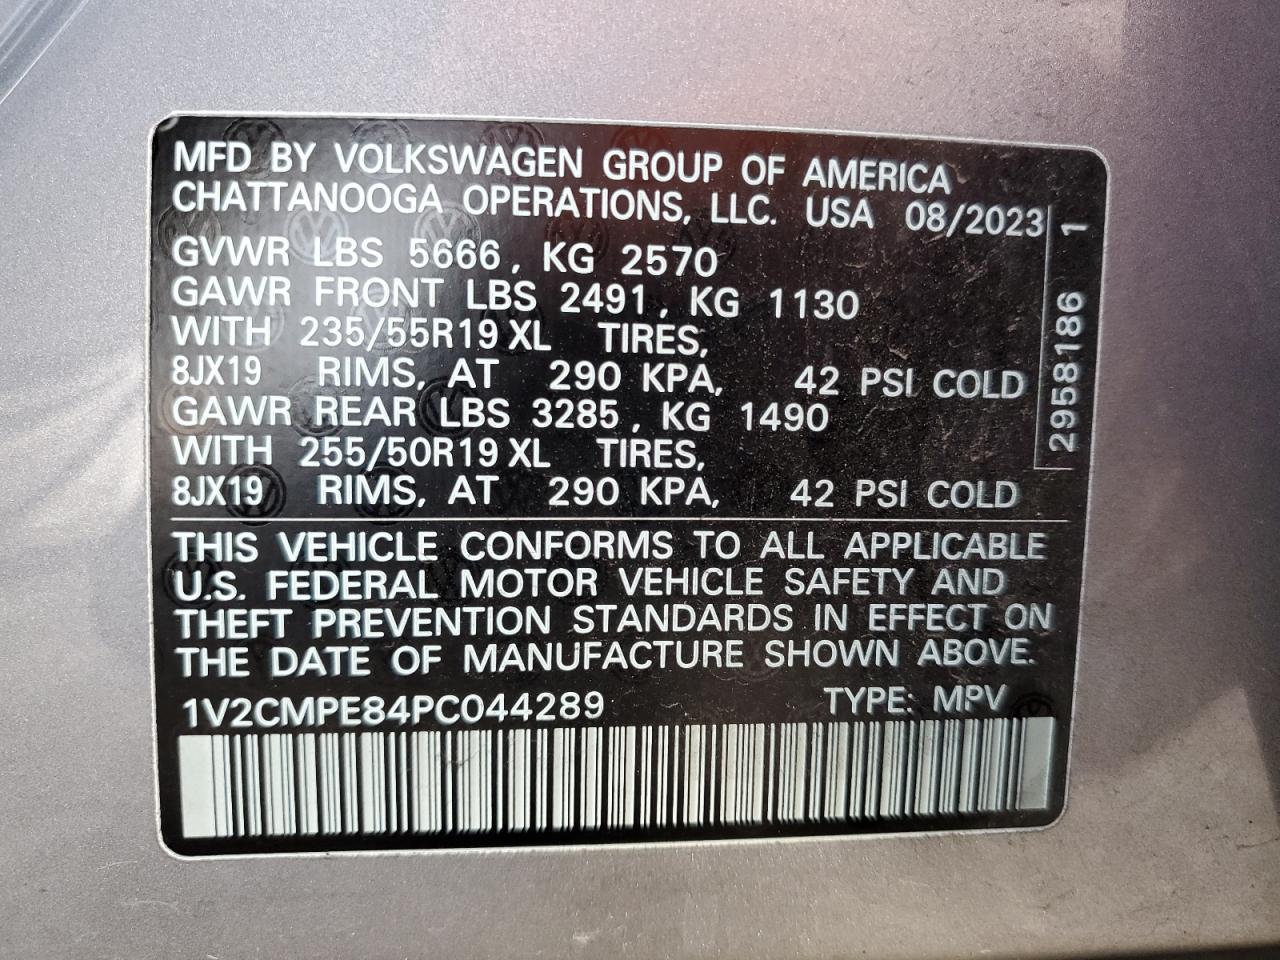 MFD BY VOLKSWAGEN GROUP OF AMERICA
CHATTANOOGA OPERATIONS, LLC. USA 08/2023
GVWR LBS 5666, KG 2570
GAWR FRONT LBS 2491, KG 1130
WITH 235/55R19 XL TIRES,
8JX19 RIMS, AT 290 KPA, 42 PSI COLD
GAWR REAR LBS 3285, KG 1490
WITH 255/50R19 XL TIRES,
8JX19 RIMS, AT 290 KPA, 42 PSI COLD
2958186 1
THIS VEHICLE CONFORMS TO ALL APPLICABLE
U.S. FEDERAL MOTOR VEHICLE SAFETY AND
THEFT PREVENTION STANDARDS IN EFFECT ON
THE DATE OF MANUFACTURE SHOWN ABOVE.
1V2CMPE84PC044289 TYPE: MPV